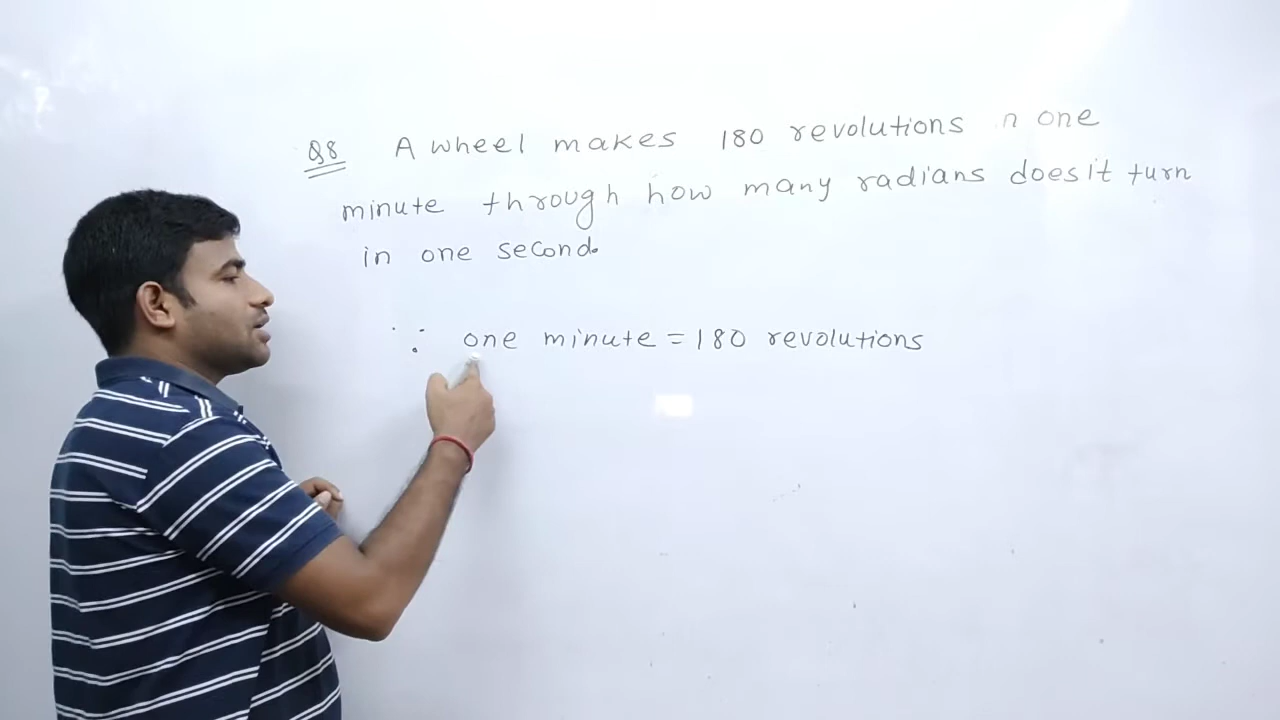 Q8 A wheel makes 180 revolutions n one
minute through how many radians does it turn
in one second.
∵ one minute = 180 revolutions